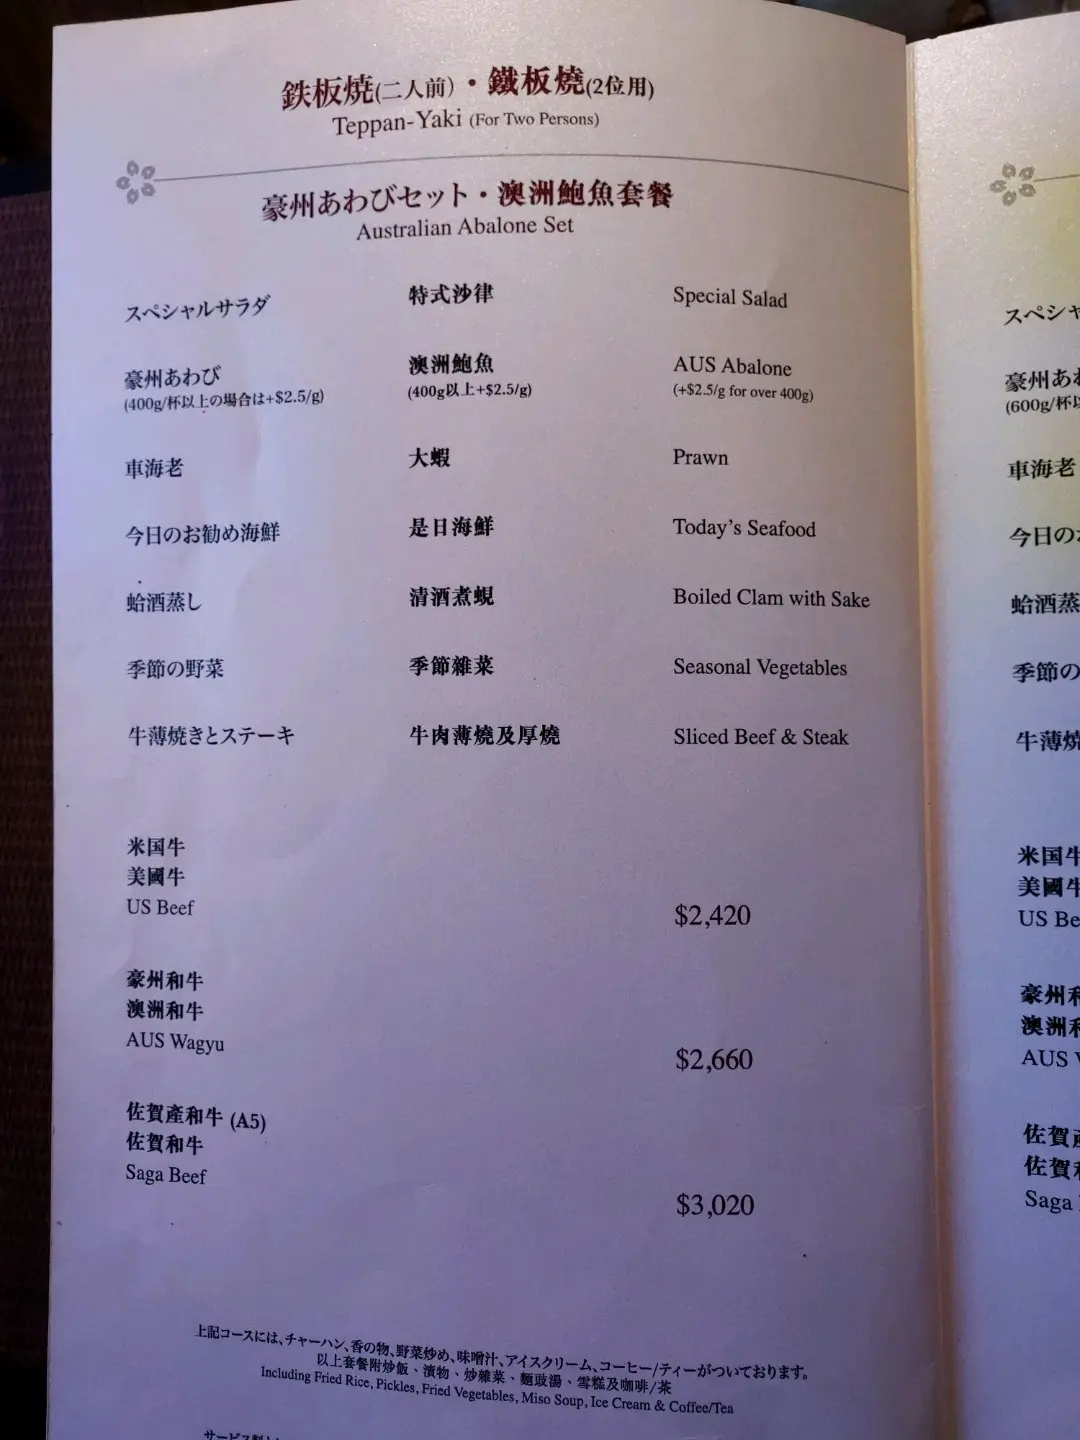 鉄板焼(二人前)・鐵板燒(2位用)
Teppan-Yaki (For Two Persons)
豪州あわびセット・澳洲鮑魚套餐
Australian Abalone Set
スペシャルサラダ 特式沙律 Special Salad
豪州あわび 澳洲鮑魚 AUS Abalone
(400g/杯以上の場合は+$2.5/g) (400g以上+$2.5/g) (+$2.5/g for over 400g)
車海老 大蝦 Prawn
今日のお勧め海鮮 是日海鮮 Today's Seafood
蛤酒蒸し 清酒煮蜆 Boiled Clam with Sake
季節の野菜 季節雜菜 Seasonal Vegetables
牛薄焼きとステーキ 牛肉薄燒及厚燒 Sliced Beef & Steak
米国牛
美國牛
US Beef
$2,420
豪州和牛
澳洲和牛
AUS Wagyu
$2,660
佐賀產和牛 (A5)
佐賀和牛
Saga Beef
$3,020
上記コースには、チャーハン、香の物、野菜炒め、味噌汁、アイスクリーム、コーヒー/ティーがついております。
以上套餐附炒飯、漬物、炒雜菜、麵豉湯、雪糕及咖啡/茶
Including Fried Rice, Pickles, Fried Vegetables, Miso Soup, Ice Cream & Coffee/Tea
スペシャ
豪州あわ
(600g/杯以
車海老
今日の
蛤酒蒸
季節の
牛薄焼
米国牛
美國牛
US Be
豪州和
澳洲和
AUS
佐賀
佐賀
Saga